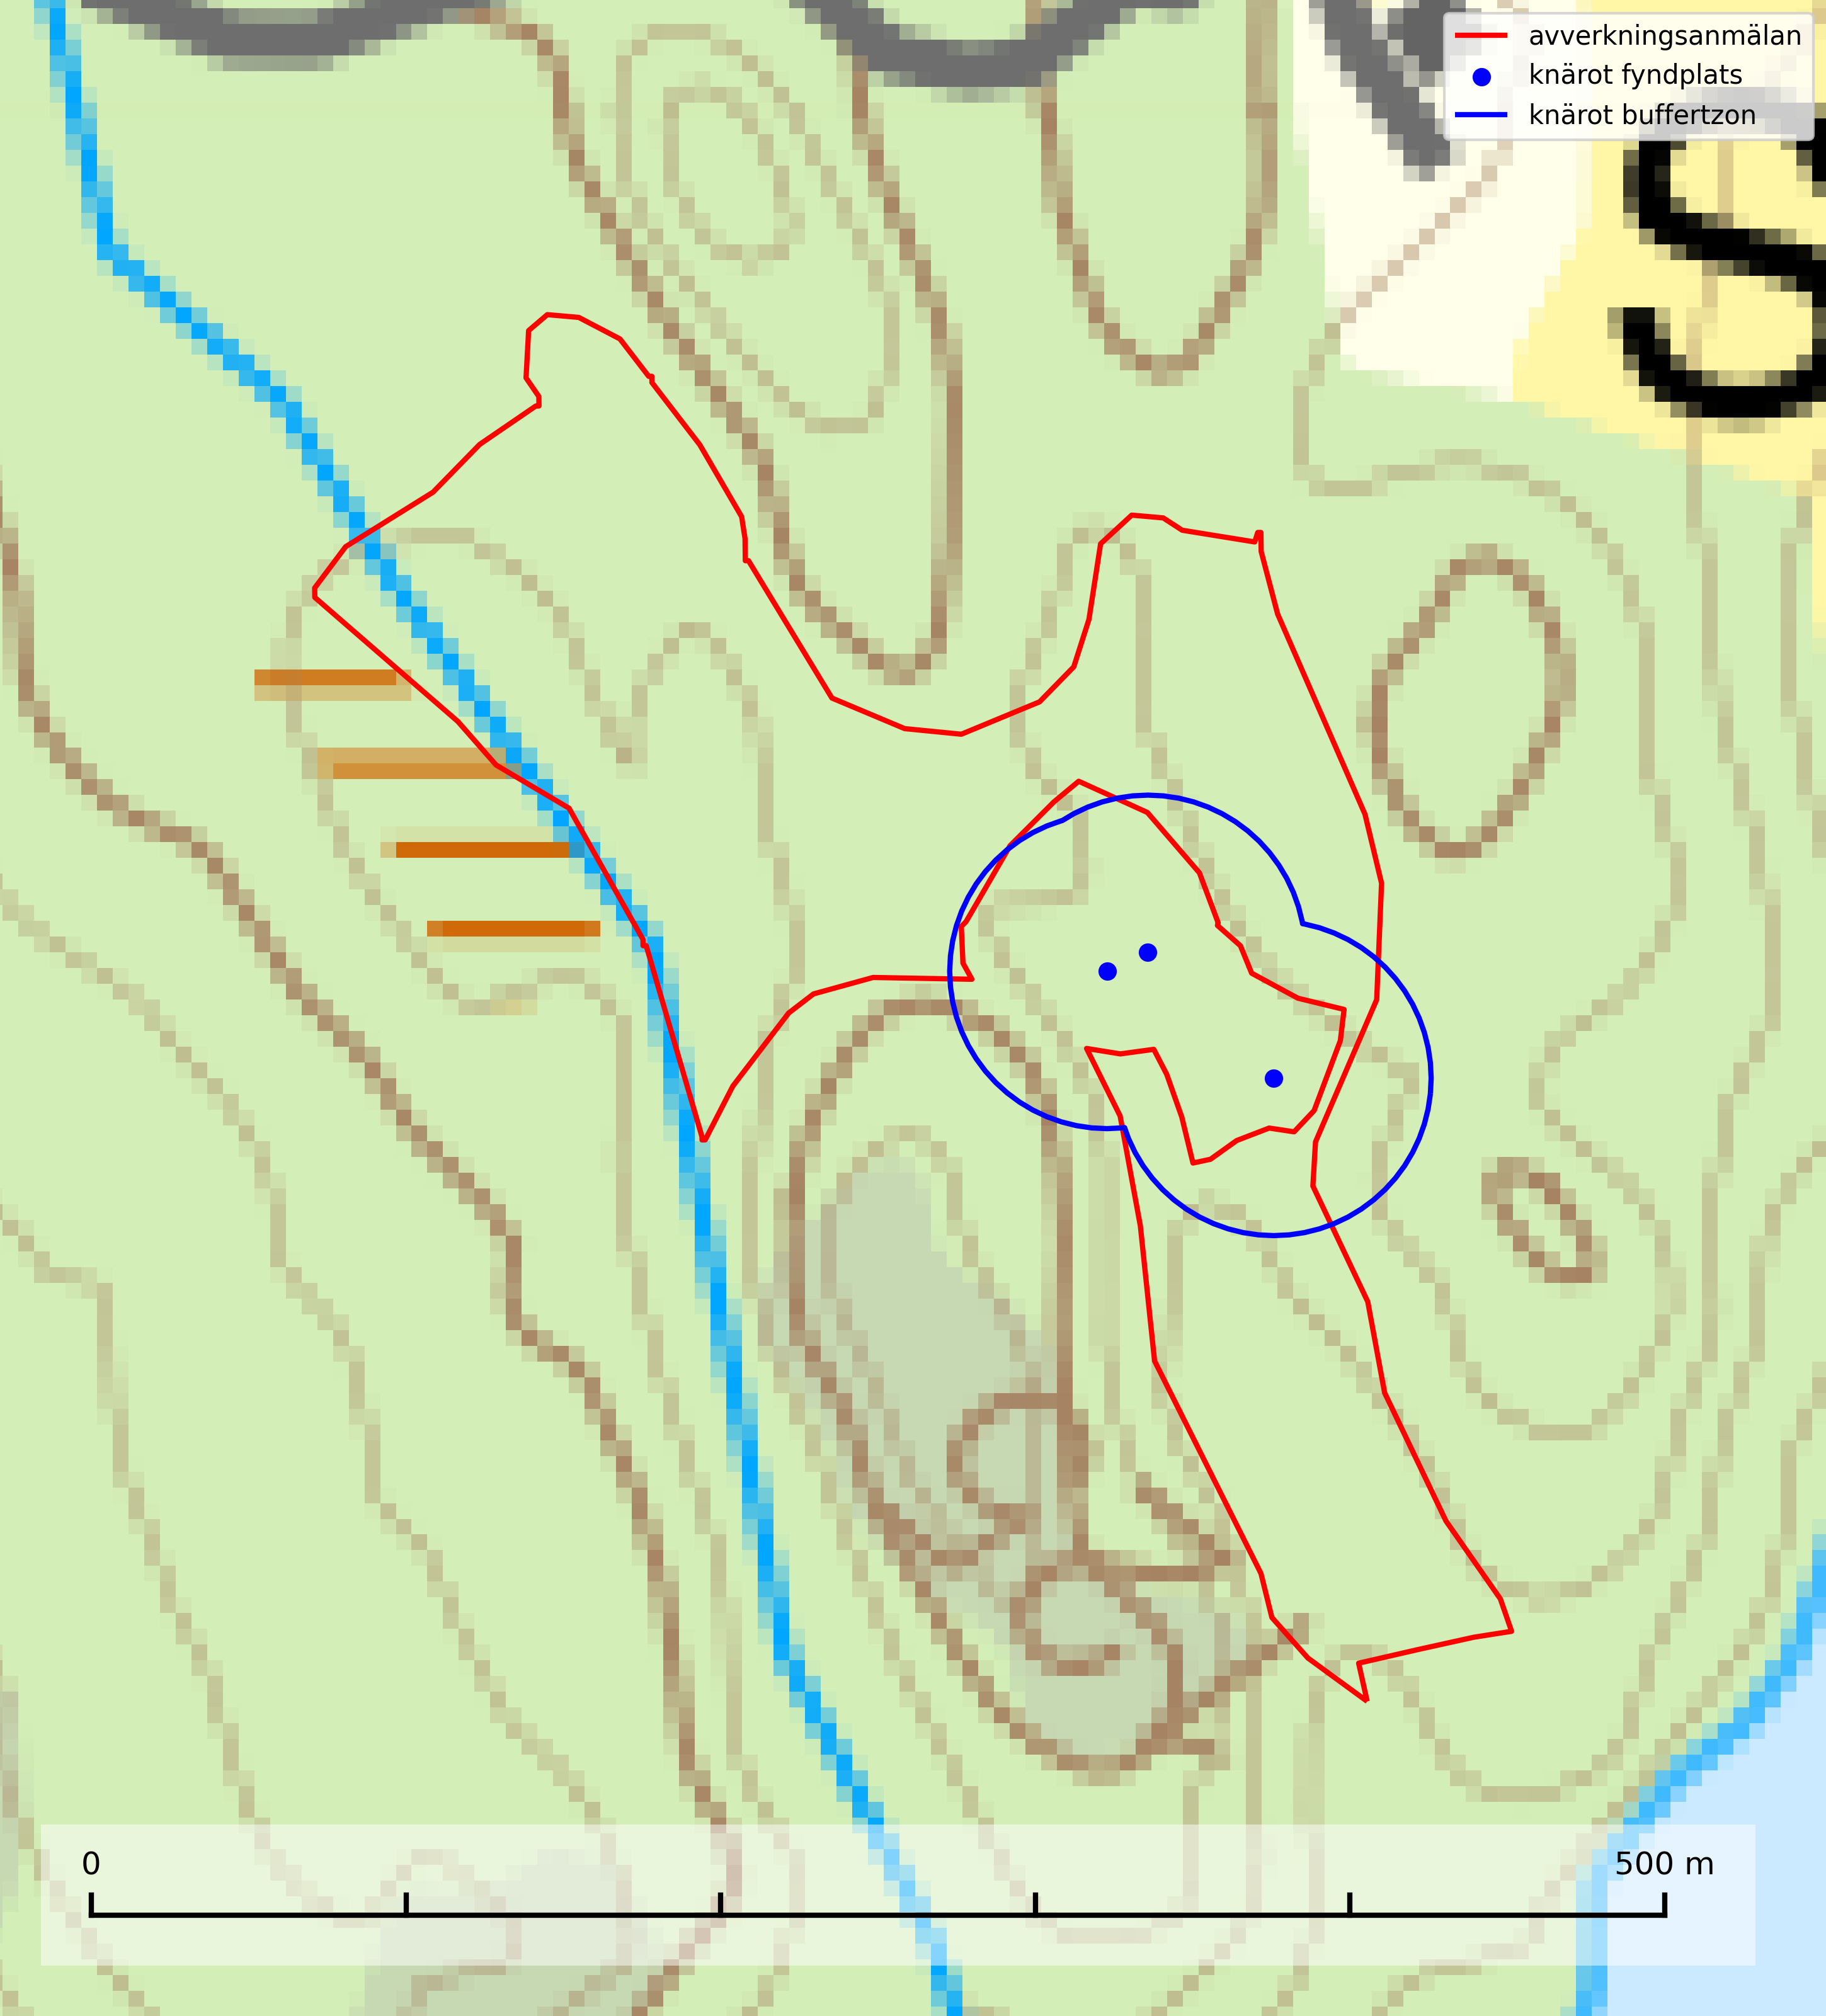 avverkningsanmälan
knärot fyndplats
knärot buffertzon
S
0
500 m